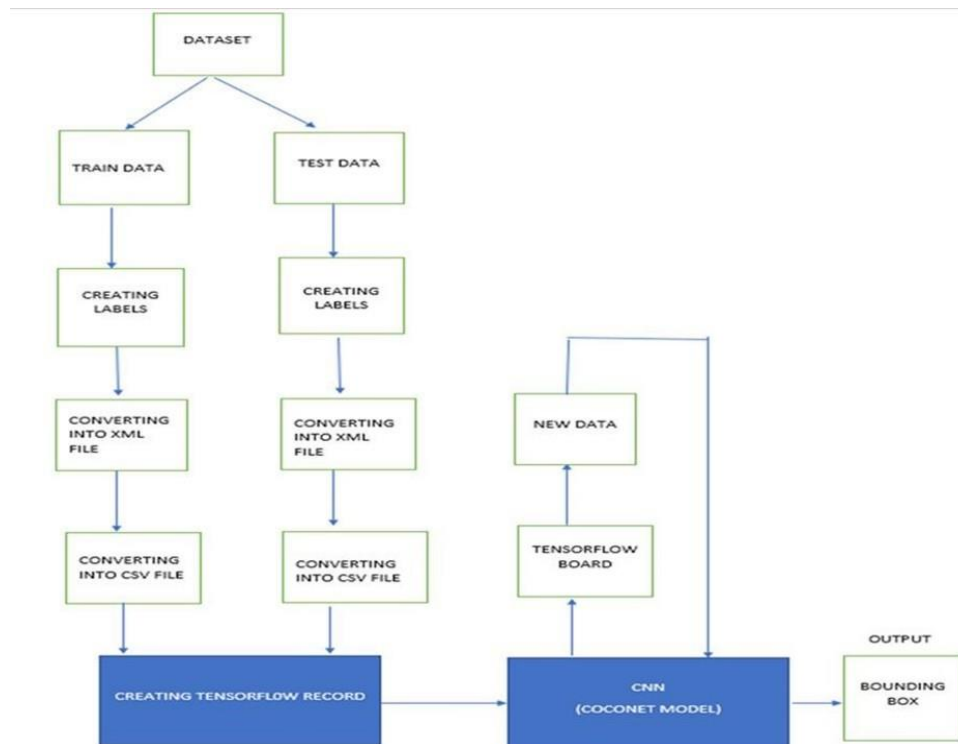 DATASET
TRAIN DATA
TEST DATA
CREATING
LABELS
CREATING
LABELS
CONVERTING
INTO XML
FILE
CONVERTING
INTO XML
FILE
NEW DATA
CONVERTING
INTO CSV FILE
CONVERTING
INTO CSV FILE
TENSORFLOW
BOARD
CREATING TENSORFLOW RECORD
CNN
(COCONET MODEL)
OUTPUT
BOUNDING
BOX